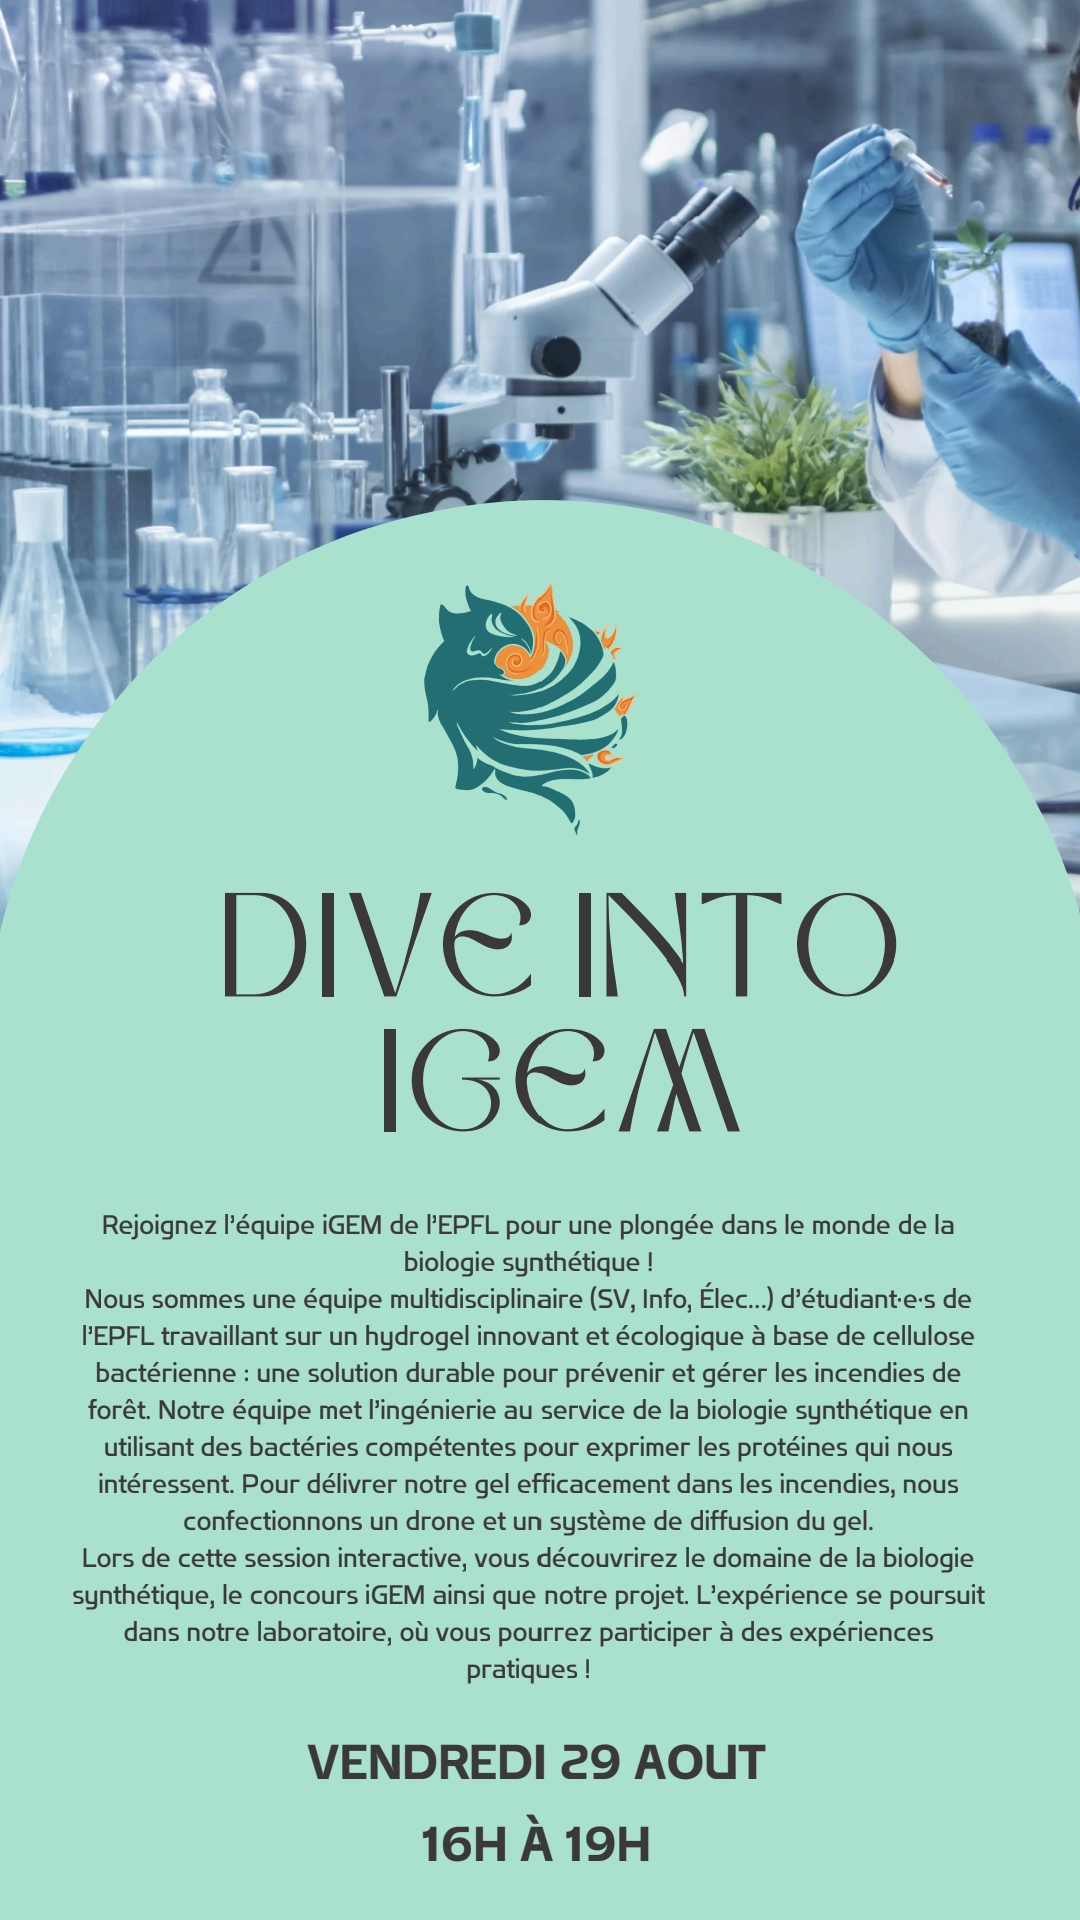 DIVE INTO
IGEM
Rejoignez l'équipe iGEM de l'EPFL pour une plongée dans le monde de la
biologie synthétique !
Nous sommes une équipe multidisciplinaire (SV, Info, Élec...) d'étudiant·e·s de
l'EPFL travaillant sur un hydrogel innovant et écologique à base de cellulose
bactérienne : une solution durable pour prévenir et gérer les incendies de
forêt. Notre équipe met l'ingénierie au service de la biologie synthétique en
utilisant des bactéries compétentes pour exprimer les protéines qui nous
intéressent. Pour délivrer notre gel efficacement dans les incendies, nous
confectionnons un drone et un système de diffusion du gel.
Lors de cette session interactive, vous découvrirez le domaine de la biologie
synthétique, le concours iGEM ainsi que notre projet. L'expérience se poursuit
dans notre laboratoire, où vous pourrez participer à des expériences
pratiques !
VENDREDI 29 AOUT
16H À 19H